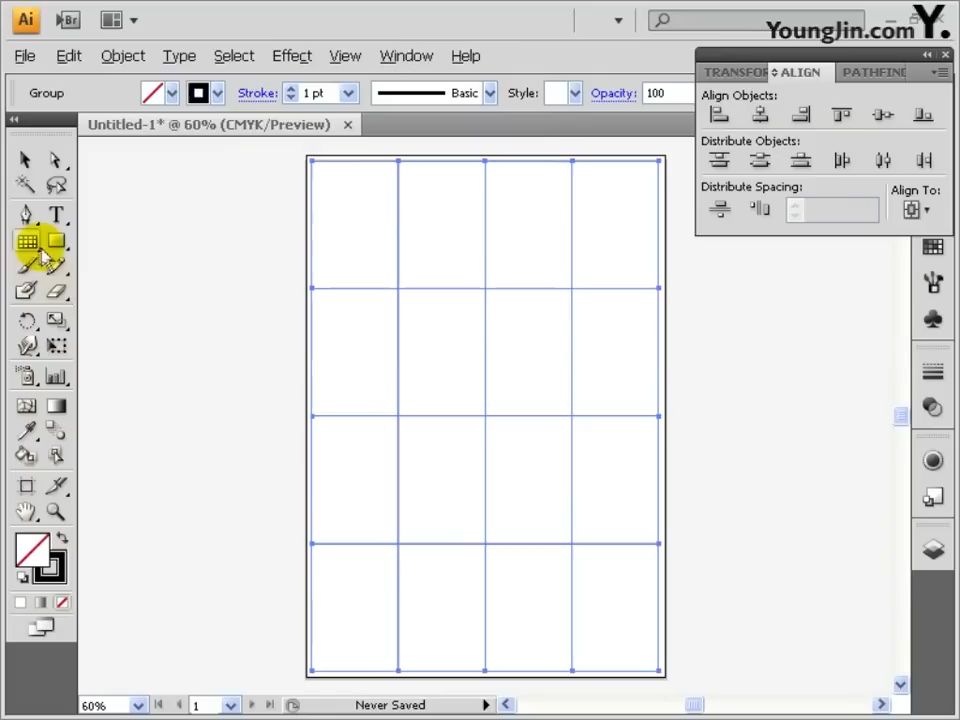 Ai Br
YoungJin.com Y.
File Edit Object Type Select Effect View Window Help
Group Stroke: 1 pt Basic Style: Opacity: 100
TRANSFOR ALIGN PATHFIND
Align Objects:
Distribute Objects:
Distribute Spacing: Align To:
Untitled-1* @ 60% (CMYK/Preview)
T
60% 1 Never Saved